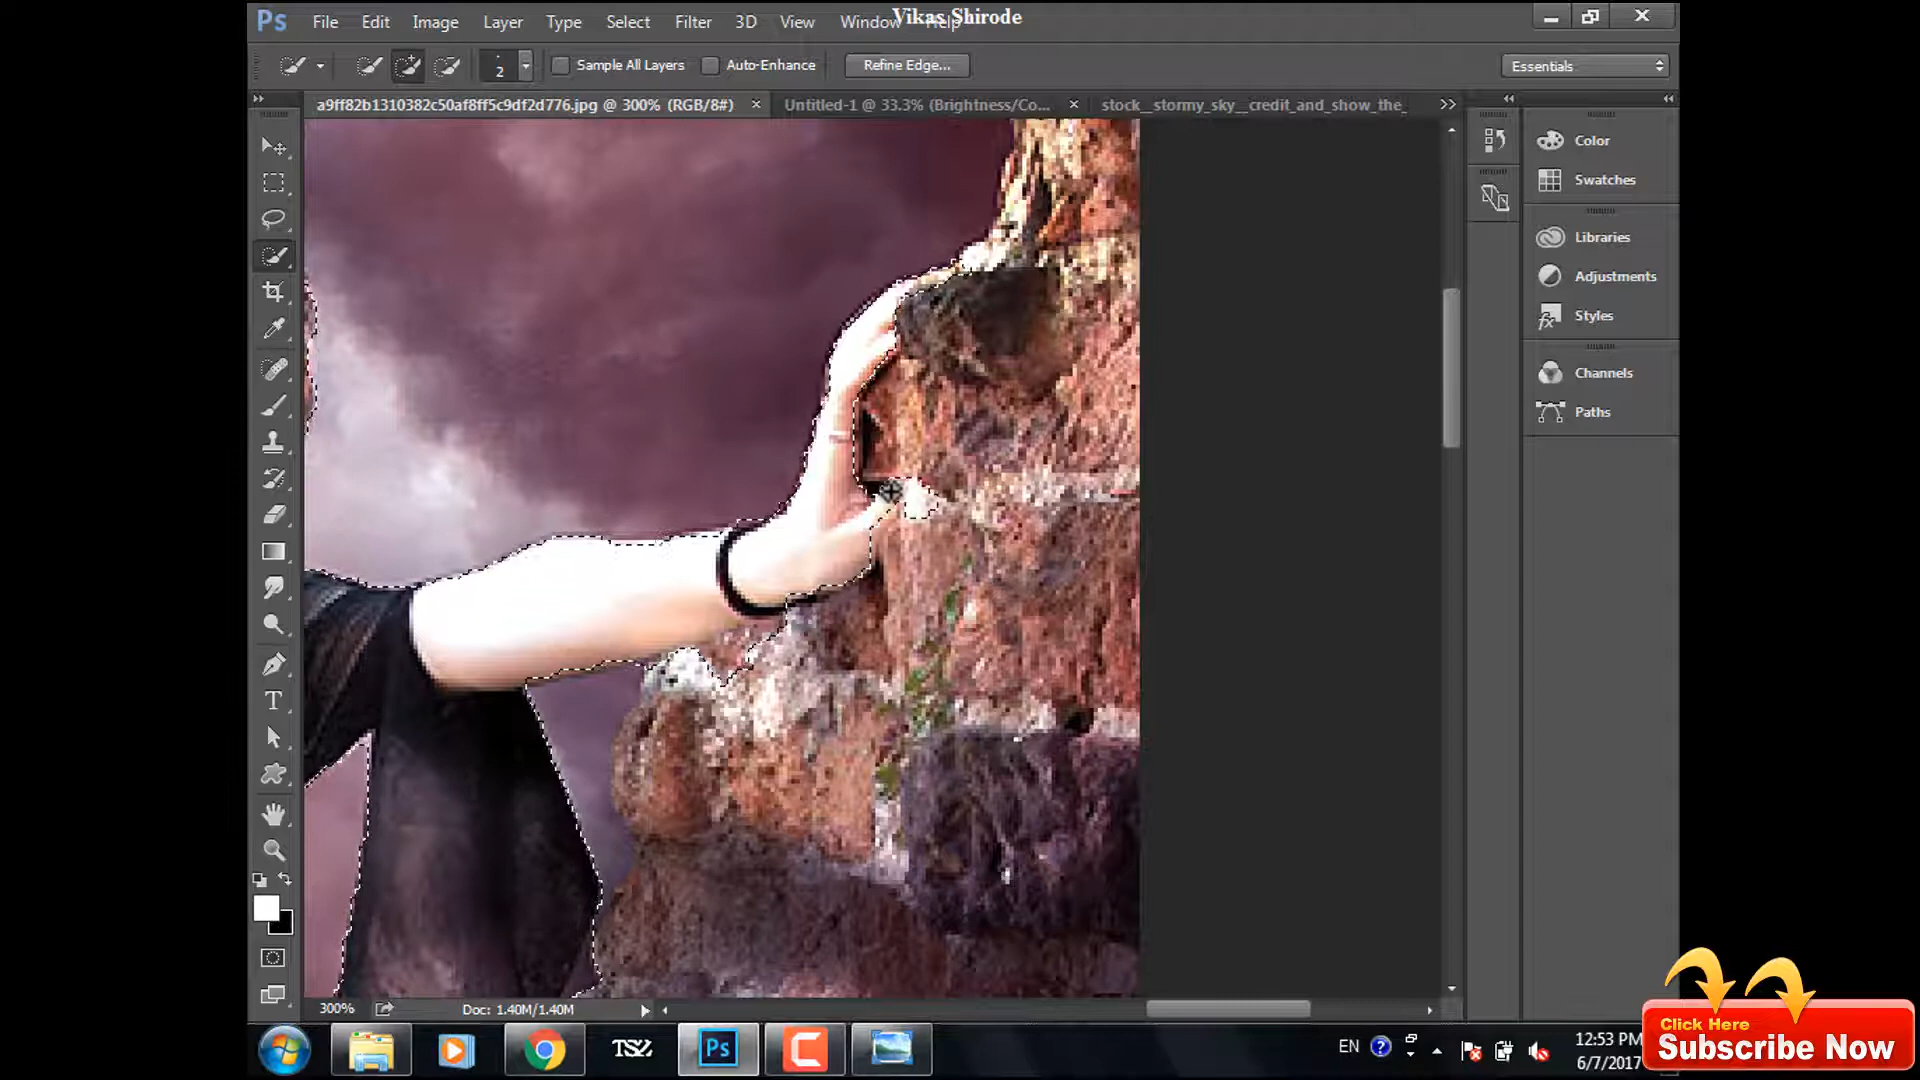 Vikas Shirode
Ps File Edit Image Layer Type Select Filter 3D View Window Help
2 Sample All Layers Auto-Enhance Refine Edge... Essentials
a9ff82b1310382c50af8ff5c9df2d776.jpg @ 300% (RGB/8#) × Untitled-1 @ 33.3% (Brightness/Co... × stock__stormy_sky__credit_and_show_the_
Color
Swatches
Libraries
Adjustments
Styles
Channels
Paths
300% Doc: 1.40M/1.40M
Ps EN 12:53 PM
6/7/2017
Click Here
Subscribe Now